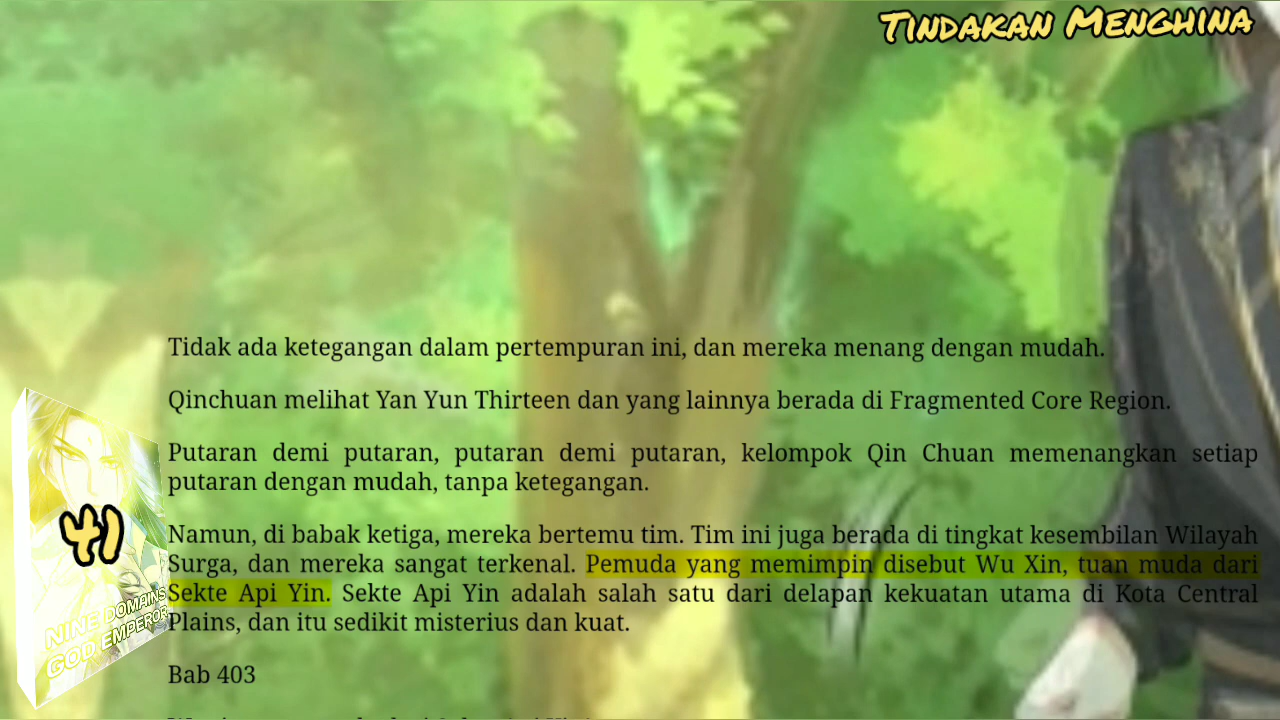 Tindakan Menghina
Tidak ada ketegangan dalam pertempuran ini, dan mereka menang dengan mudah.
Qinchuan melihat Yan Yun Thirteen dan yang lainnya berada di Fragmented Core Region.
Putaran demi putaran, putaran demi putaran, kelompok Qin Chuan memenangkan setiap
putaran dengan mudah, tanpa ketegangan.
Namun, di babak ketiga, mereka bertemu tim. Tim ini juga berada di tingkat kesembilan Wilayah
Surga, dan mereka sangat terkenal. Pemuda yang memimpin disebut Wu Xin, tuan muda dari
Sekte Api Yin. Sekte Api Yin adalah salah satu dari delapan kekuatan utama di Kota Central
Plains, dan itu sedikit misterius dan kuat.
Bab 403
41
NINE DOMAINS
GOD EMPEROR